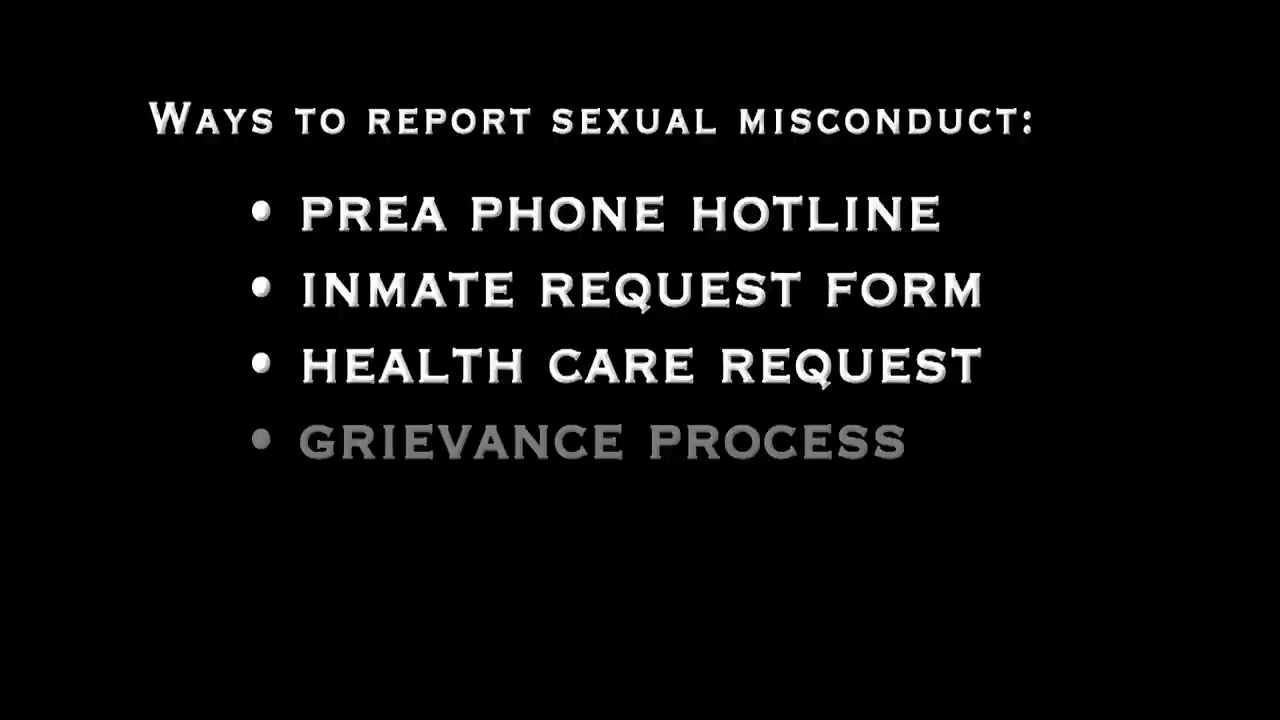 Ways to report sexual misconduct:
• PREA PHONE HOTLINE
• INMATE REQUEST FORM
• HEALTH CARE REQUEST
• GRIEVANCE PROCESS